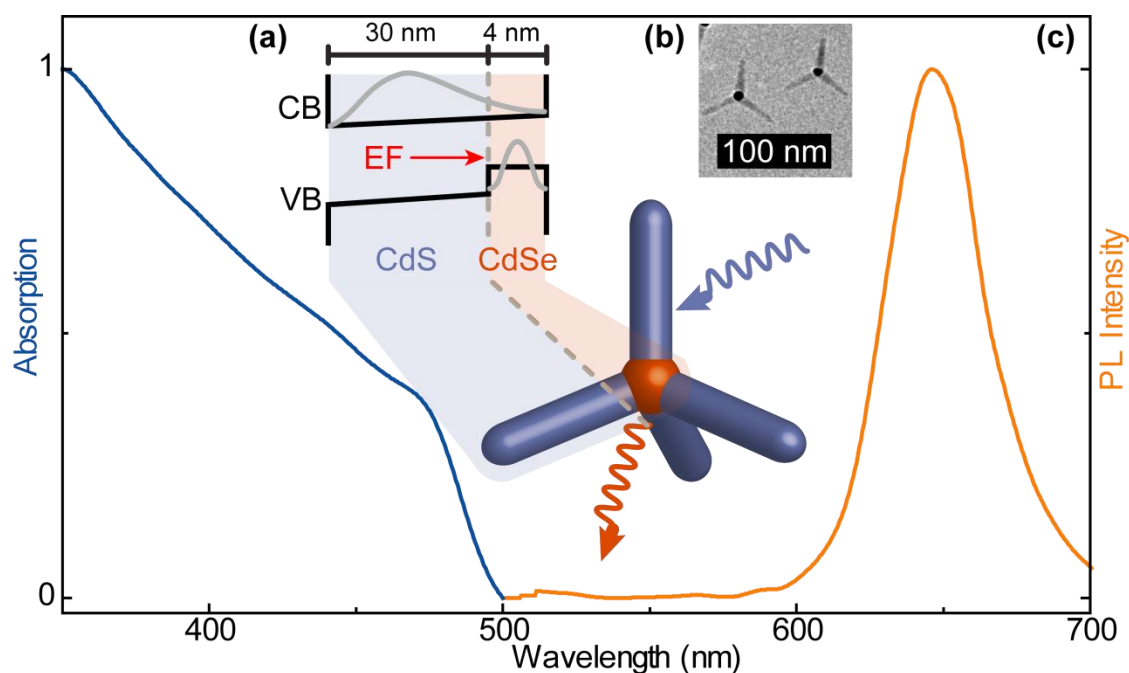 (a)
30 nm
4 nm
(b)
(c)
1
CB
EF
VB
100 nm
CdS
CdSe
Absorption
PL Intensity
0
400
500
600
700
Wavelength (nm)